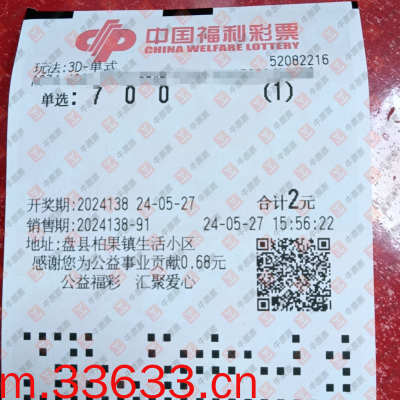 中国福利彩票
CHINA WELFARE LOTTERY
玩法:3D-单式 52082216
单选: 7 0 0 (1)
开奖期:2024138 24-05-27 合计2元
销售期:2024138-91 24-05-27 15:56:22
地址:盘县柏果镇生活小区
感谢您为公益事业贡献0.68元
公益福彩 汇聚爱心
m.33633.cn